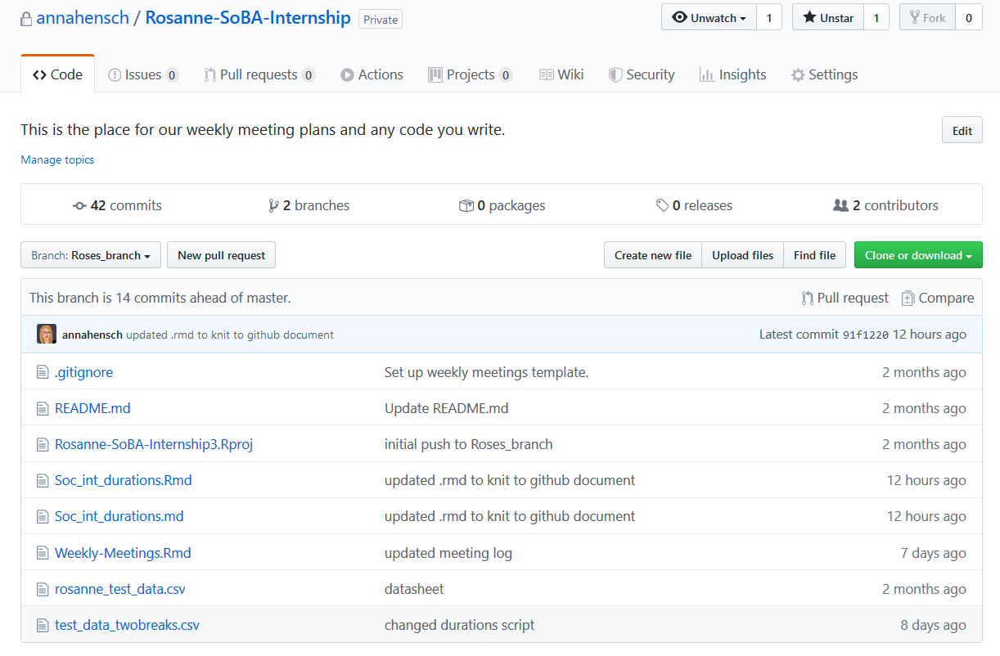 annahensch / Rosanne-SoBA-Internship Private Unwatch 1 Unstar 1 Fork 0
Code Issues 0 Pull requests 0 Actions Projects 0 Wiki Security Insights Settings
This is the place for our weekly meeting plans and any code you write. Edit
Manage topics
42 commits 2 branches 0 packages 0 releases 2 contributors
Branch: Roses_branch New pull request Create new file Upload files Find file Clone or download
This branch is 14 commits ahead of master. Pull request Compare
annahensch updated .rmd to knit to github document Latest commit 91f1220 12 hours ago
.gitignore Set up weekly meetings template. 2 months ago
README.md Update README.md 2 months ago
Rosanne-SoBA-Internship3.Rproj initial push to Roses_branch 2 months ago
Soc_int_durations.Rmd updated .rmd to knit to github document 12 hours ago
Soc_int_durations.md updated .rmd to knit to github document 12 hours ago
Weekly-Meetings.Rmd updated meeting log 7 days ago
rosanne_test_data.csv datasheet 2 months ago
test_data_twobreaks.csv changed durations script 8 days ago